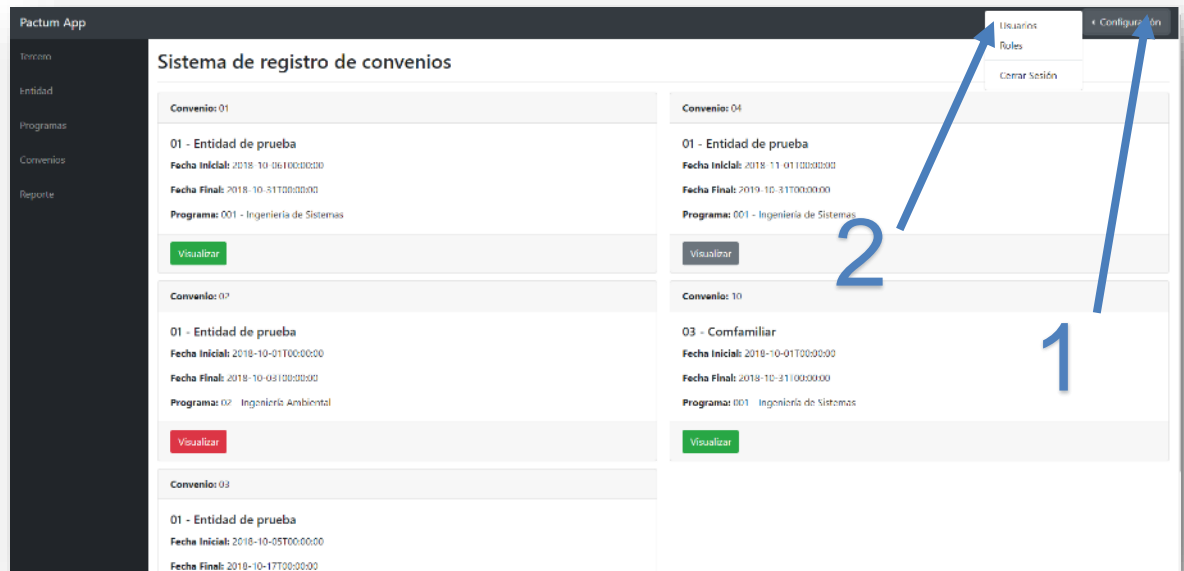 Pactum App
Usuarios
Configuración
Roles
Cerrar Sesión
Tercero
Entidad
Programas
Convenios
Reporte
Sistema de registro de convenios
Convenio: 01
01 - Entidad de prueba
Fecha Inicial: 2018-10-06T00:00:00
Fecha Final: 2018-10-31T00:00:00
Programa: 001 - Ingeniería de Sistemas
Visualizar
Convenio: 04
01 - Entidad de prueba
Fecha Inicial: 2018-11-01T00:00:00
Fecha Final: 2019-10-31T00:00:00
Programa: 001 - Ingeniería de Sistemas
Visualizar
2
Convenio: 02
01 - Entidad de prueba
Fecha Inicial: 2018-10-01T00:00:00
Fecha Final: 2018-10-03T00:00:00
Programa: 02 - Ingeniería Ambiental
Visualizar
Convenio: 10
03 - Comfamiliar
Fecha Inicial: 2018-10-01T00:00:00
Fecha Final: 2018-10-31T00:00:00
Programa: 001 - Ingeniería de Sistemas
Visualizar
1
Convenio: 03
01 - Entidad de prueba
Fecha Inicial: 2018-10-05T00:00:00
Fecha Final: 2018-10-17T00:00:00